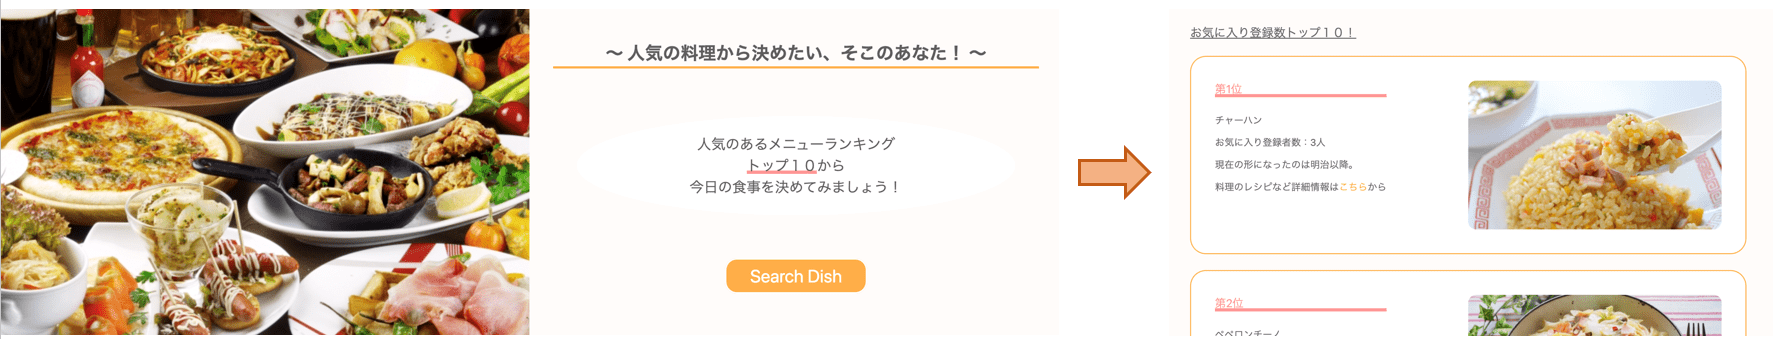 ～ 人気の料理から決めたい、そこのあなた！ ～
人気のあるメニューランキング
トップ１０から
今日の食事を決めてみましょう！
Search Dish
お気に入り登録数トップ１０！
第1位
チャーハン
お気に入り登録者数：3人
現在の形になったのは明治以降。
料理のレシピなど詳細情報はこちらから
第2位
ペペロンチーノ